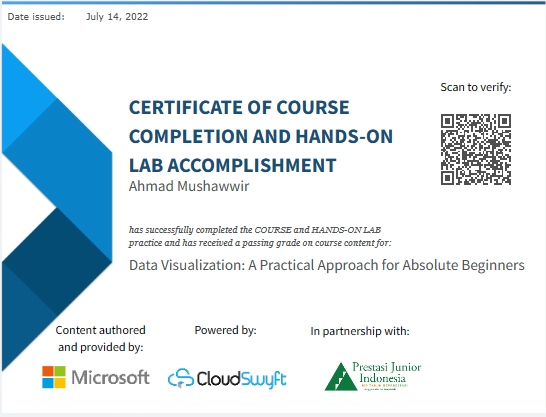 Date issued: July 14, 2022
Scan to verify:
CERTIFICATE OF COURSE
COMPLETION AND HANDS-ON
LAB ACCOMPLISHMENT
Ahmad Mushawwir
has successfully completed the COURSE and HANDS-ON LAB
practice and has received a passing grade on course content for:
Data Visualization: A Practical Approach for Absolute Beginners
Content authored
and provided by:
Microsoft
Powered by:
CloudSwyft
In partnership with:
Prestasi Junior
Indonesia